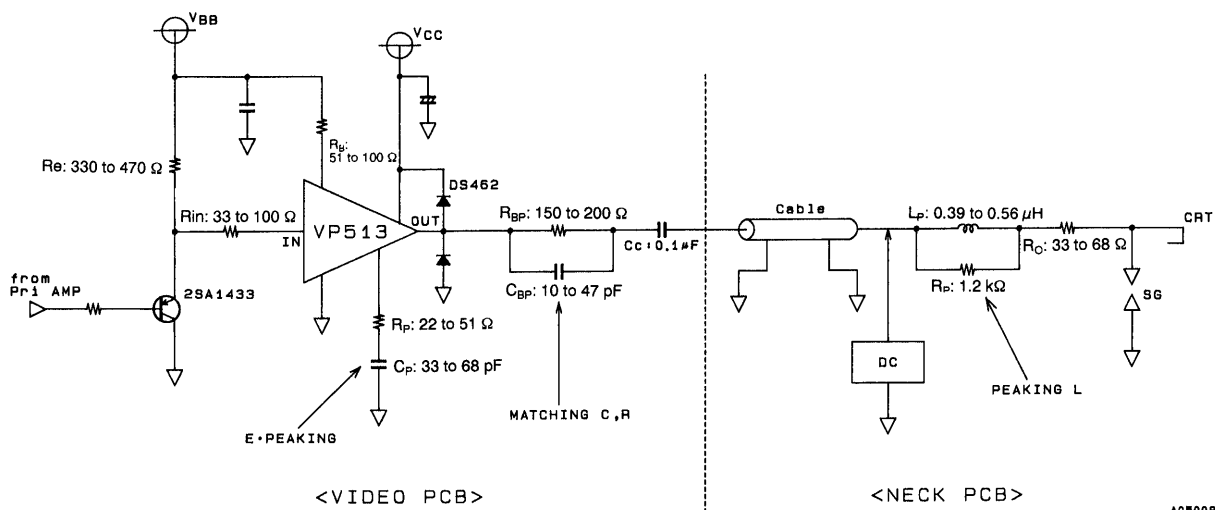 VBB
VCC
Re: 330 to 470 Ω
RB:
51 to 100 Ω
DS462
Rin: 33 to 100 Ω
IN
VP513
OUT
RBP: 150 to 200 Ω
Cc:0.1µF
CBP: 10 to 47 pF
Cable
LP: 0.39 to 0.56 µH
RO: 33 to 68 Ω
CRT
RP: 1.2 kΩ
SG
from
Pri AMP
2SA1433
RP: 22 to 51 Ω
CP: 33 to 68 pF
DC
E•PEAKING
MATCHING C,R
PEAKING L
<VIDEO PCB>
<NECK PCB>